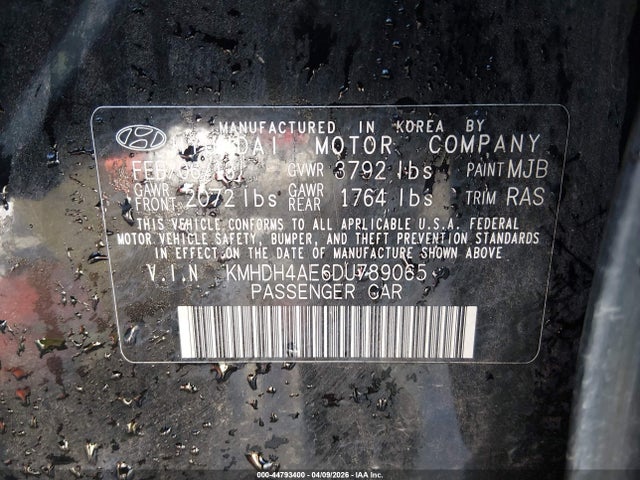 MANUFACTURED IN KOREA BY
MOTOR COMPANY
GVWR 3792 lbs PAINT MJB
GAWR FRONT 2072 lbs GAWR REAR 1764 lbs TRIM RAS
THIS VEHICLE CONFORMS TO ALL APPLICABLE U.S.A. FEDERAL
MOTOR VEHICLE SAFETY, BUMPER, AND THEFT PREVENTION STANDARDS
IN EFFECT ON THE DATE OF MANUFACTURE SHOWN ABOVE
V.I.N KMHDH4AE6DU789065
PASSENGER CAR
000-44793400 - 04/09/2026 - IAA Inc.